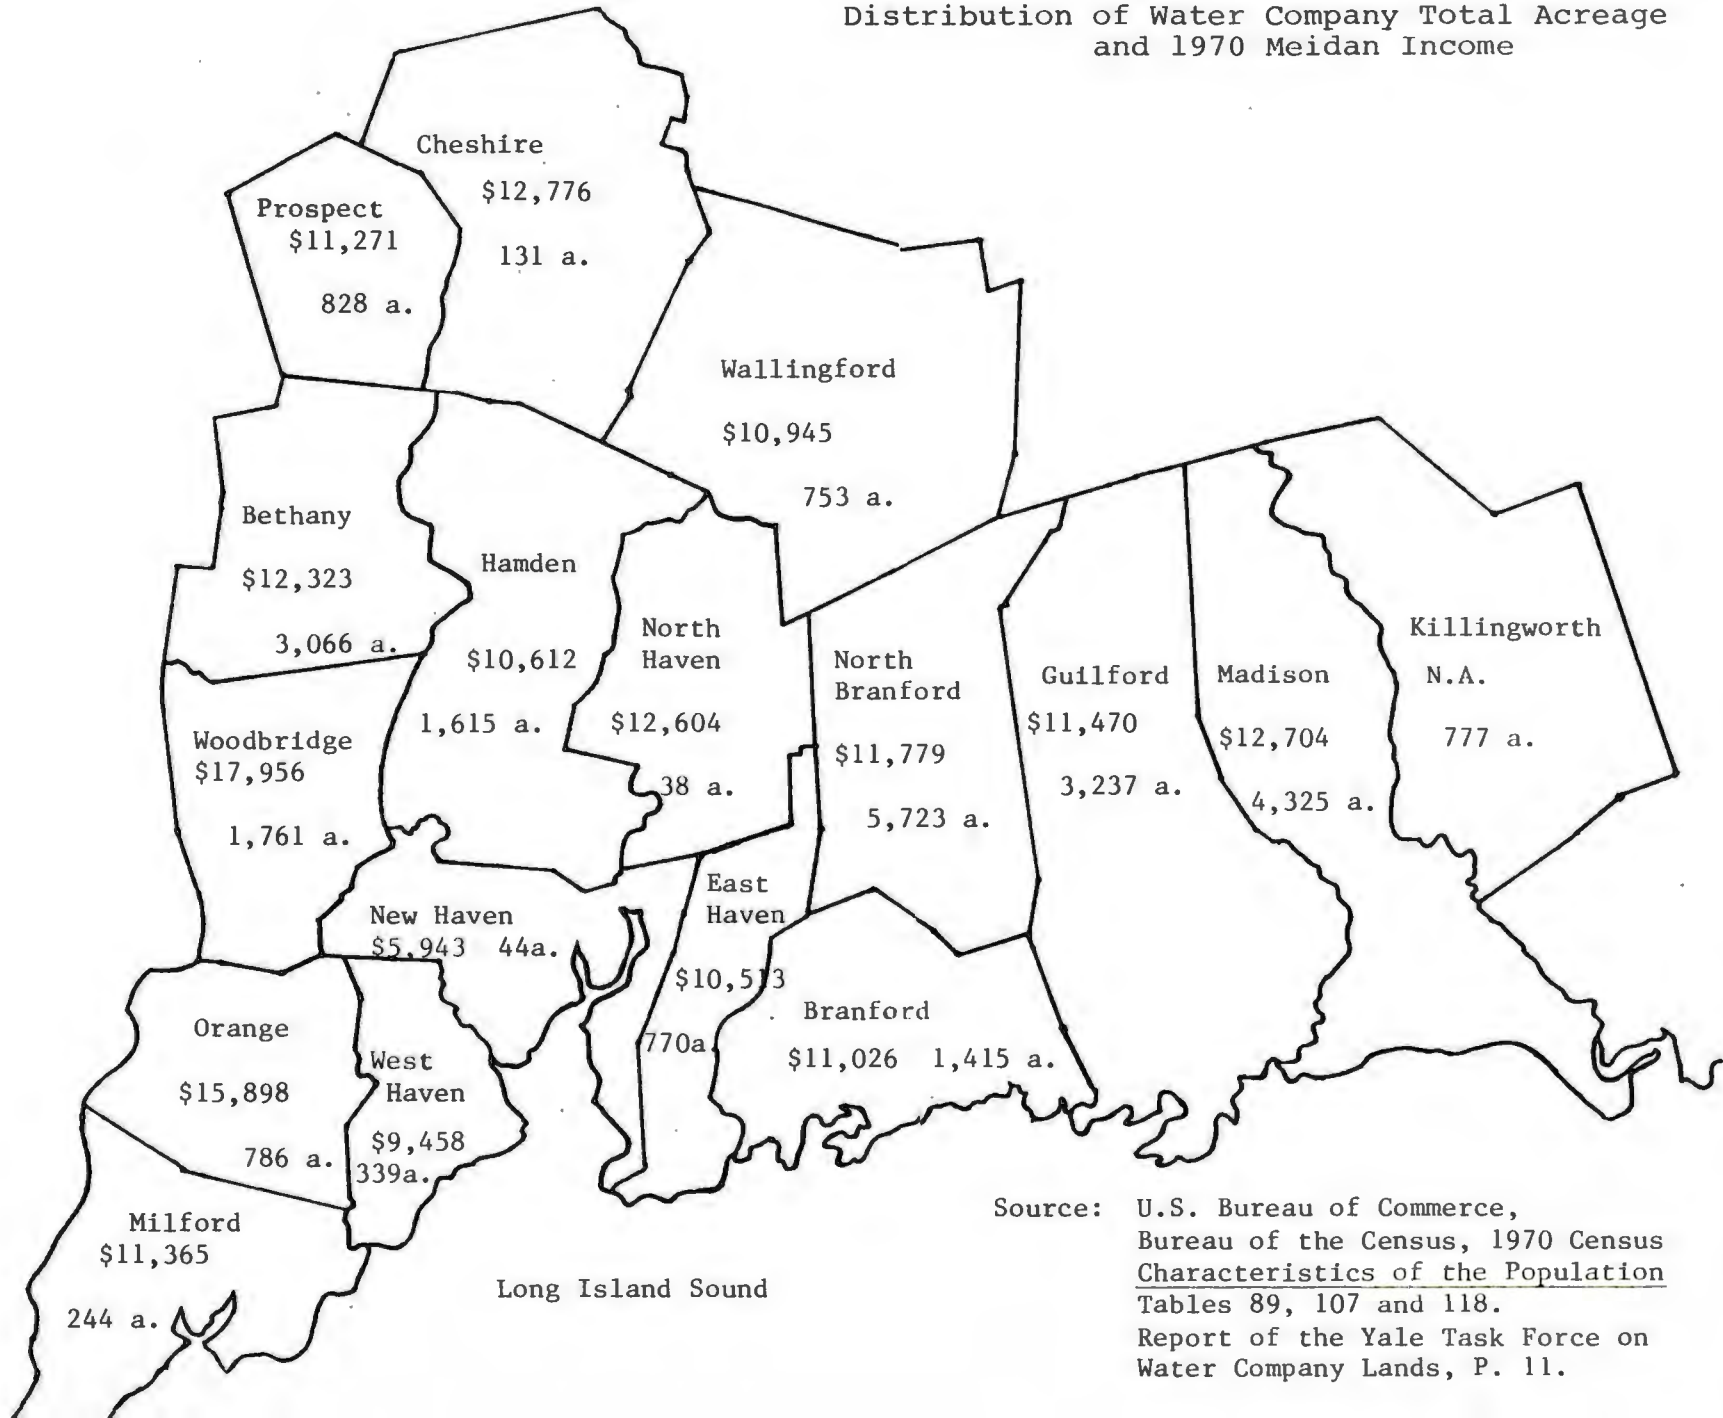 Distribution of Water Company Total Acreage
and 1970 Meidan Income
Cheshire
$12,776
131 a.
Prospect
$11,271
828 a.
Wallingford
$10,945
753 a.
Bethany
$12,323
3,066 a.
Hamden
$10,612
1,615 a.
North
Haven
$12,604
38 a.
North
Branford
$11,779
5,723 a.
Guilford
$11,470
3,237 a.
Madison
$12,704
4,325 a.
Killingworth
N.A.
777 a.
Woodbridge
$17,956
1,761 a.
New Haven
$5,943 44a.
East
Haven
$10,513
770a
Branford
$11,026 1,415 a.
Orange
$15,898
786 a.
West
Haven
$9,458
339a.
Milford
$11,365
244 a.
Long Island Sound
Source: U.S. Bureau of Commerce,
Bureau of the Census, 1970 Census
Characteristics of the Population
Tables 89, 107 and 118.
Report of the Yale Task Force on
Water Company Lands, P. 11.